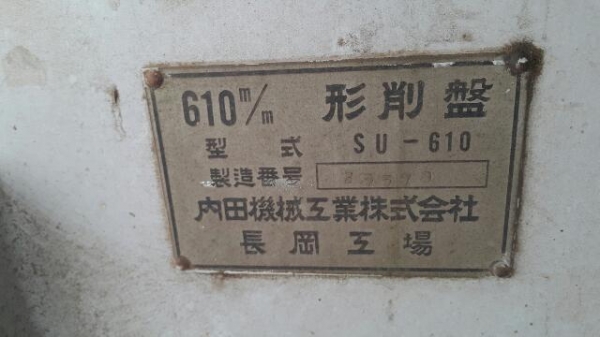 610 m/m 形削盤
型式 SU-610
製造番号
内田機械工業株式会社
長岡工場